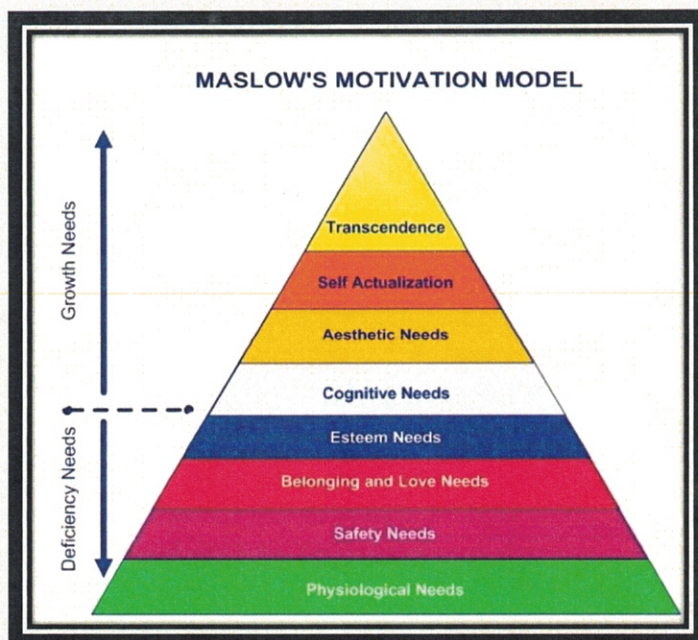 MASLOW'S MOTIVATION MODEL
Growth Needs
Deficiency Needs
Transcendence
Self Actualization
Aesthetic Needs
Cognitive Needs
Esteem Needs
Belonging and Love Needs
Safety Needs
Physiological Needs